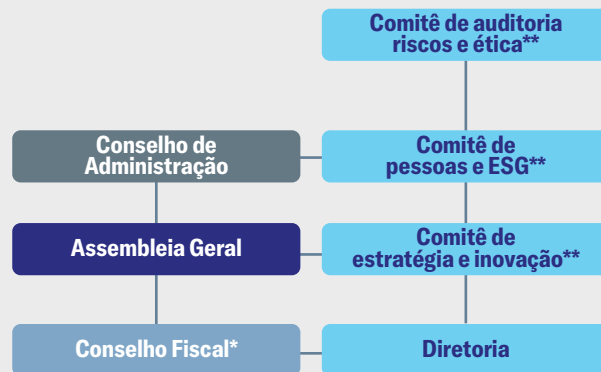 Comitê de auditoria
riscos e ética**
Conselho de
Administração
Comitê de
pessoas e ESG**
Assembleia Geral
Comitê de
estratégia e inovação**
Conselho Fiscal*
Diretoria